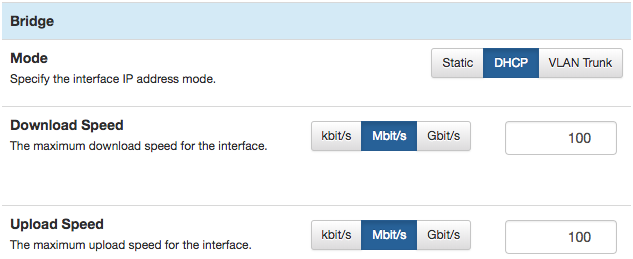 Bridge
Mode
Specify the interface IP address mode.
Static DHCP VLAN Trunk
Download Speed
The maximum download speed for the interface.
kbit/s Mbit/s Gbit/s 100
Upload Speed
The maximum upload speed for the interface.
kbit/s Mbit/s Gbit/s 100